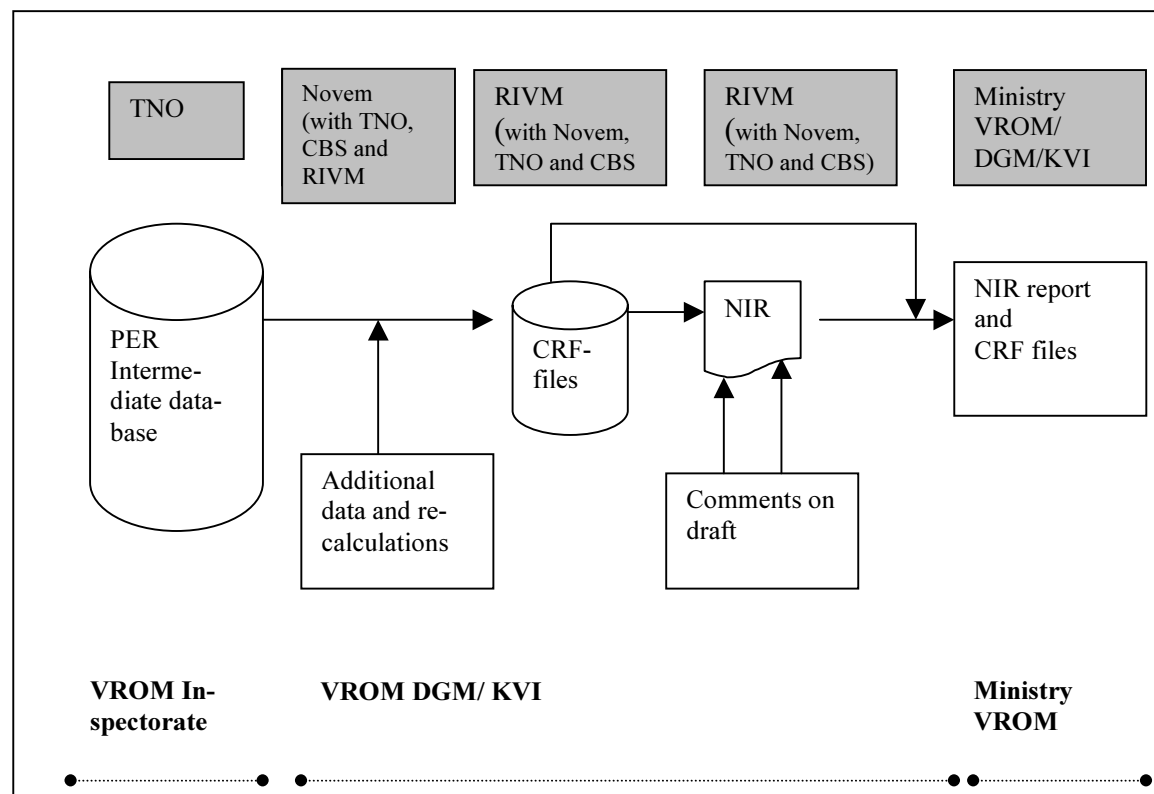 TNO
Novem
(with TNO,
CBS and
RIVM
RIVM
(with Novem,
TNO and CBS
RIVM
(with Novem,
TNO and CBS)
Ministry
VROM/
DGM/KVI
PER
Interme-
diate data-
base
CRF-
files
NIR
NIR report
and
CRF files
Additional
data and re-
calculations
Comments on
draft
VROM In-
spectorate
VROM DGM/ KVI
Ministry
VROM